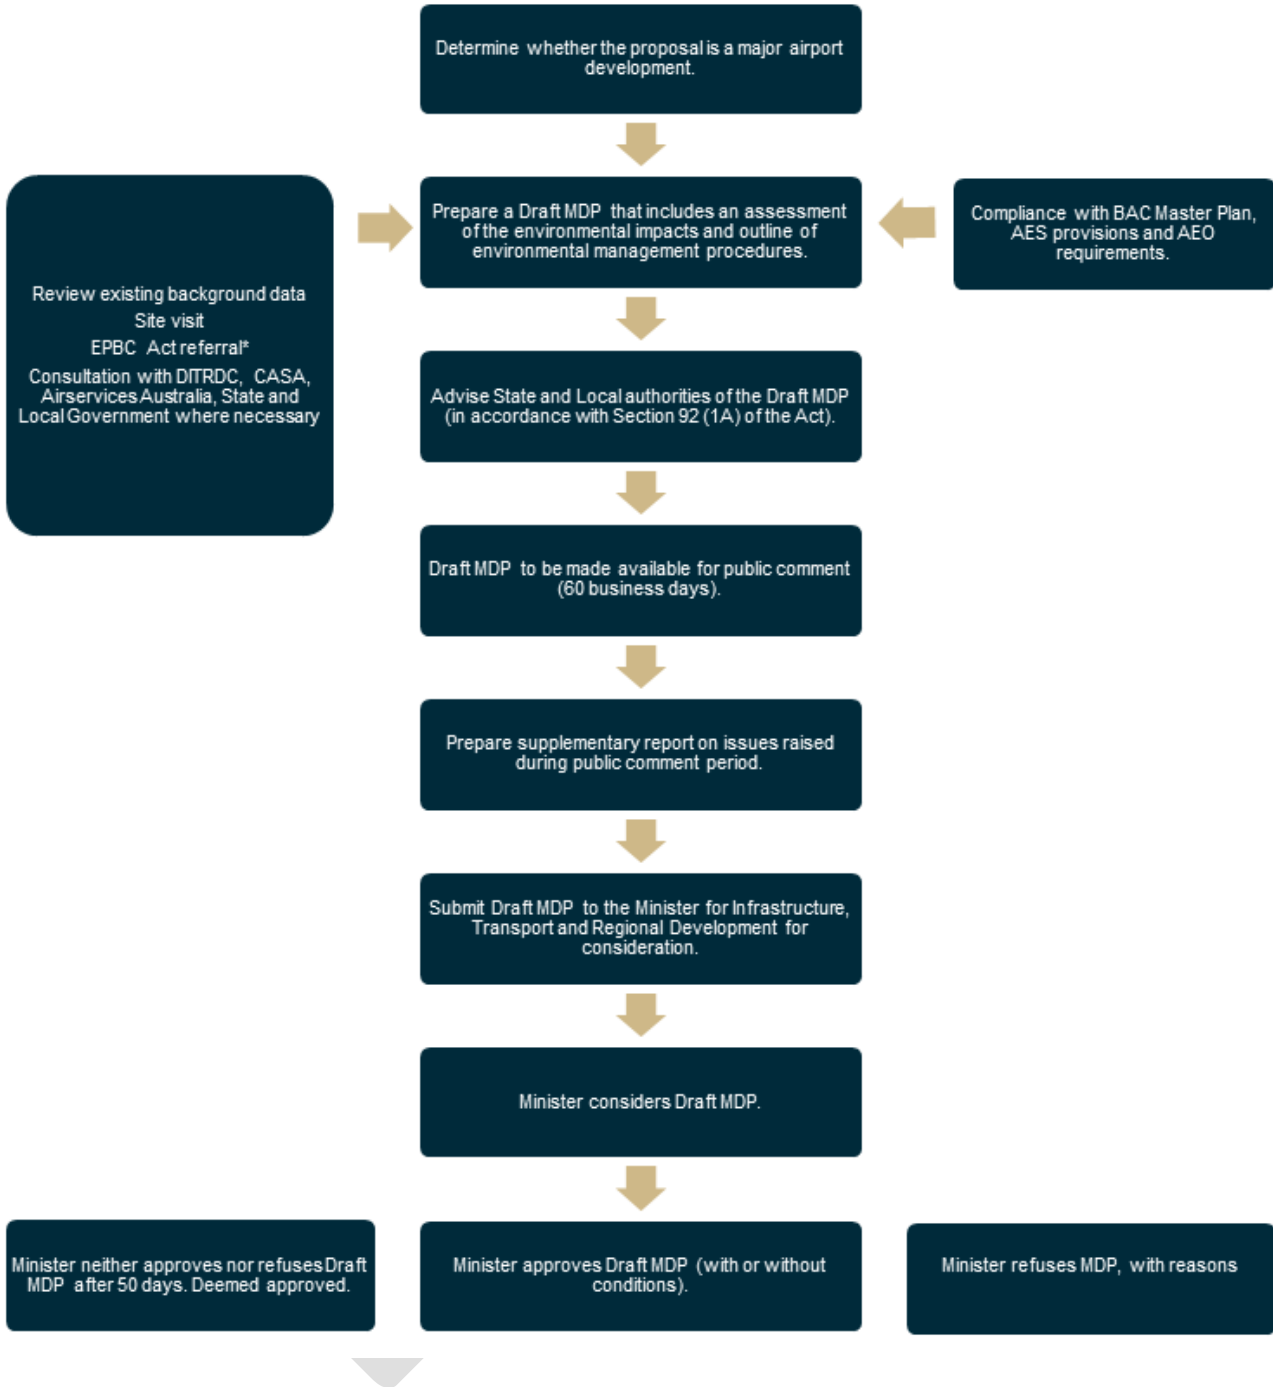 Determine whether the proposal is a major airport
development.
Prepare a Draft MDP that includes an assessment
of the environmental impacts and outline of
environmental management procedures.
Compliance with BAC Master Plan,
AES provisions and AEO
requirements.
Review existing background data
Site visit
EPBC Act referral*
Consultation with DITRDC, CASA,
Airservices Australia, State and
Local Government where necessary
Advise State and Local authorities of the Draft MDP
(in accordance with Section 92 (1A) of the Act).
Draft MDP to be made available for public comment
(60 business days).
Prepare supplementary report on issues raised
during public comment period.
Submit Draft MDP to the Minister for Infrastructure,
Transport and Regional Development for
consideration.
Minister considers Draft MDP.
Minister neither approves nor refuses Draft
MDP after 50 days. Deemed approved.
Minister approves Draft MDP (with or without
conditions).
Minister refuses MDP, with reasons